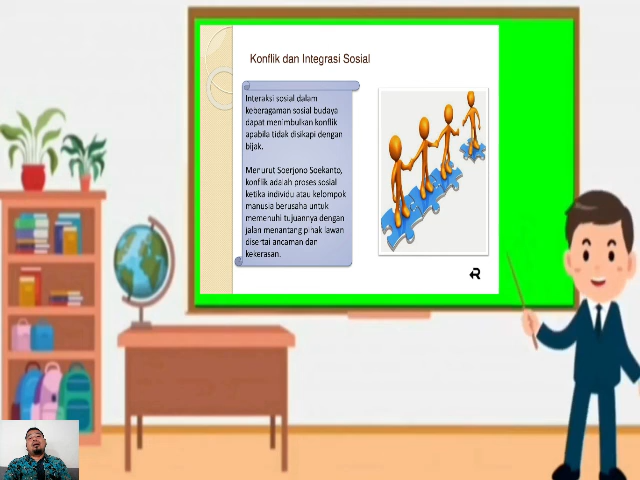 Konflik dan Integrasi Sosial
Interaksi sosial dalam
keberagaman sosial budaya
dapat menimbulkan konflik
apabila tidak disikapi dengan
bijak.
Menurut Soerjono Soekanto,
konflik adalah proses sosial
ketika individu atau kelompok
manusia berusaha untuk
memenuhi tujuannya dengan
jalan menantang pihak lawan
disertai ancaman dan
kekerasan.